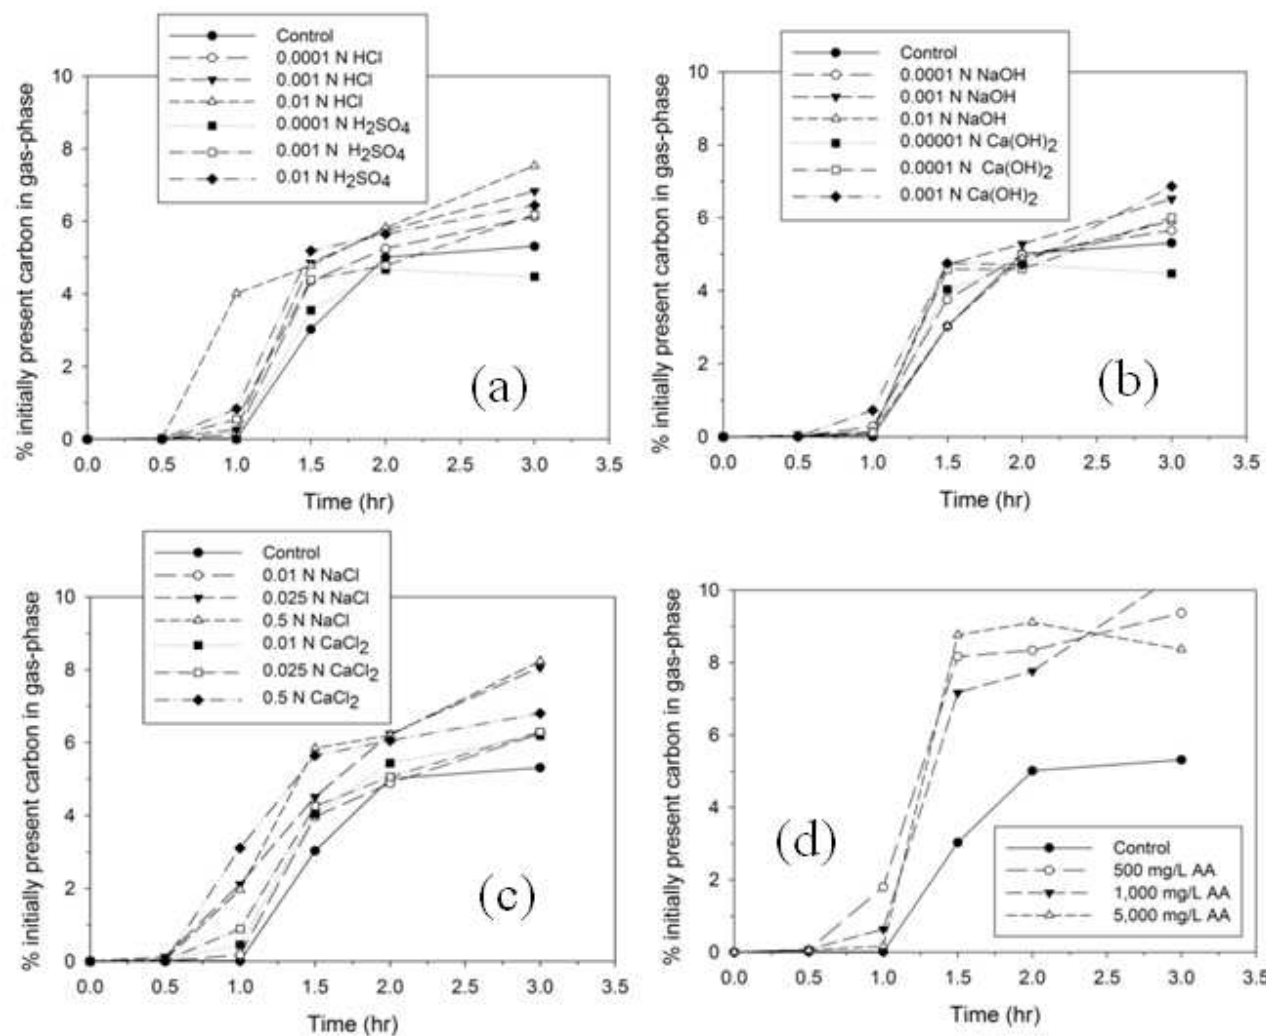 Control
0.0001 N HCl
0.001 N HCl
0.01 N HCl
0.0001 N H2SO4
0.001 N H2SO4
0.01 N H2SO4
% initially present carbon in gas-phase
10
8
6
4
2
0
(a)
0.0 0.5 1.0 1.5 2.0 2.5 3.0 3.5
Time (hr)
Control
0.0001 N NaOH
0.001 N NaOH
0.01 N NaOH
0.00001 N Ca(OH)2
0.0001 N Ca(OH)2
0.001 N Ca(OH)2
% initially present carbon in gas-phase
10
8
6
4
2
0
(b)
0.0 0.5 1.0 1.5 2.0 2.5 3.0 3.5
Time (hr)
Control
0.01 N NaCl
0.025 N NaCl
0.5 N NaCl
0.01 N CaCl2
0.025 N CaCl2
0.5 N CaCl2
% initially present carbon in gas-phase
10
8
6
4
2
0
(c)
0.0 0.5 1.0 1.5 2.0 2.5 3.0 3.5
Time (hr)
% initially present carbon in gas-phase
10
8
6
4
2
0
(d)
Control
500 mg/L AA
1,000 mg/L AA
5,000 mg/L AA
0.0 0.5 1.0 1.5 2.0 2.5 3.0 3.5
Time (hr)